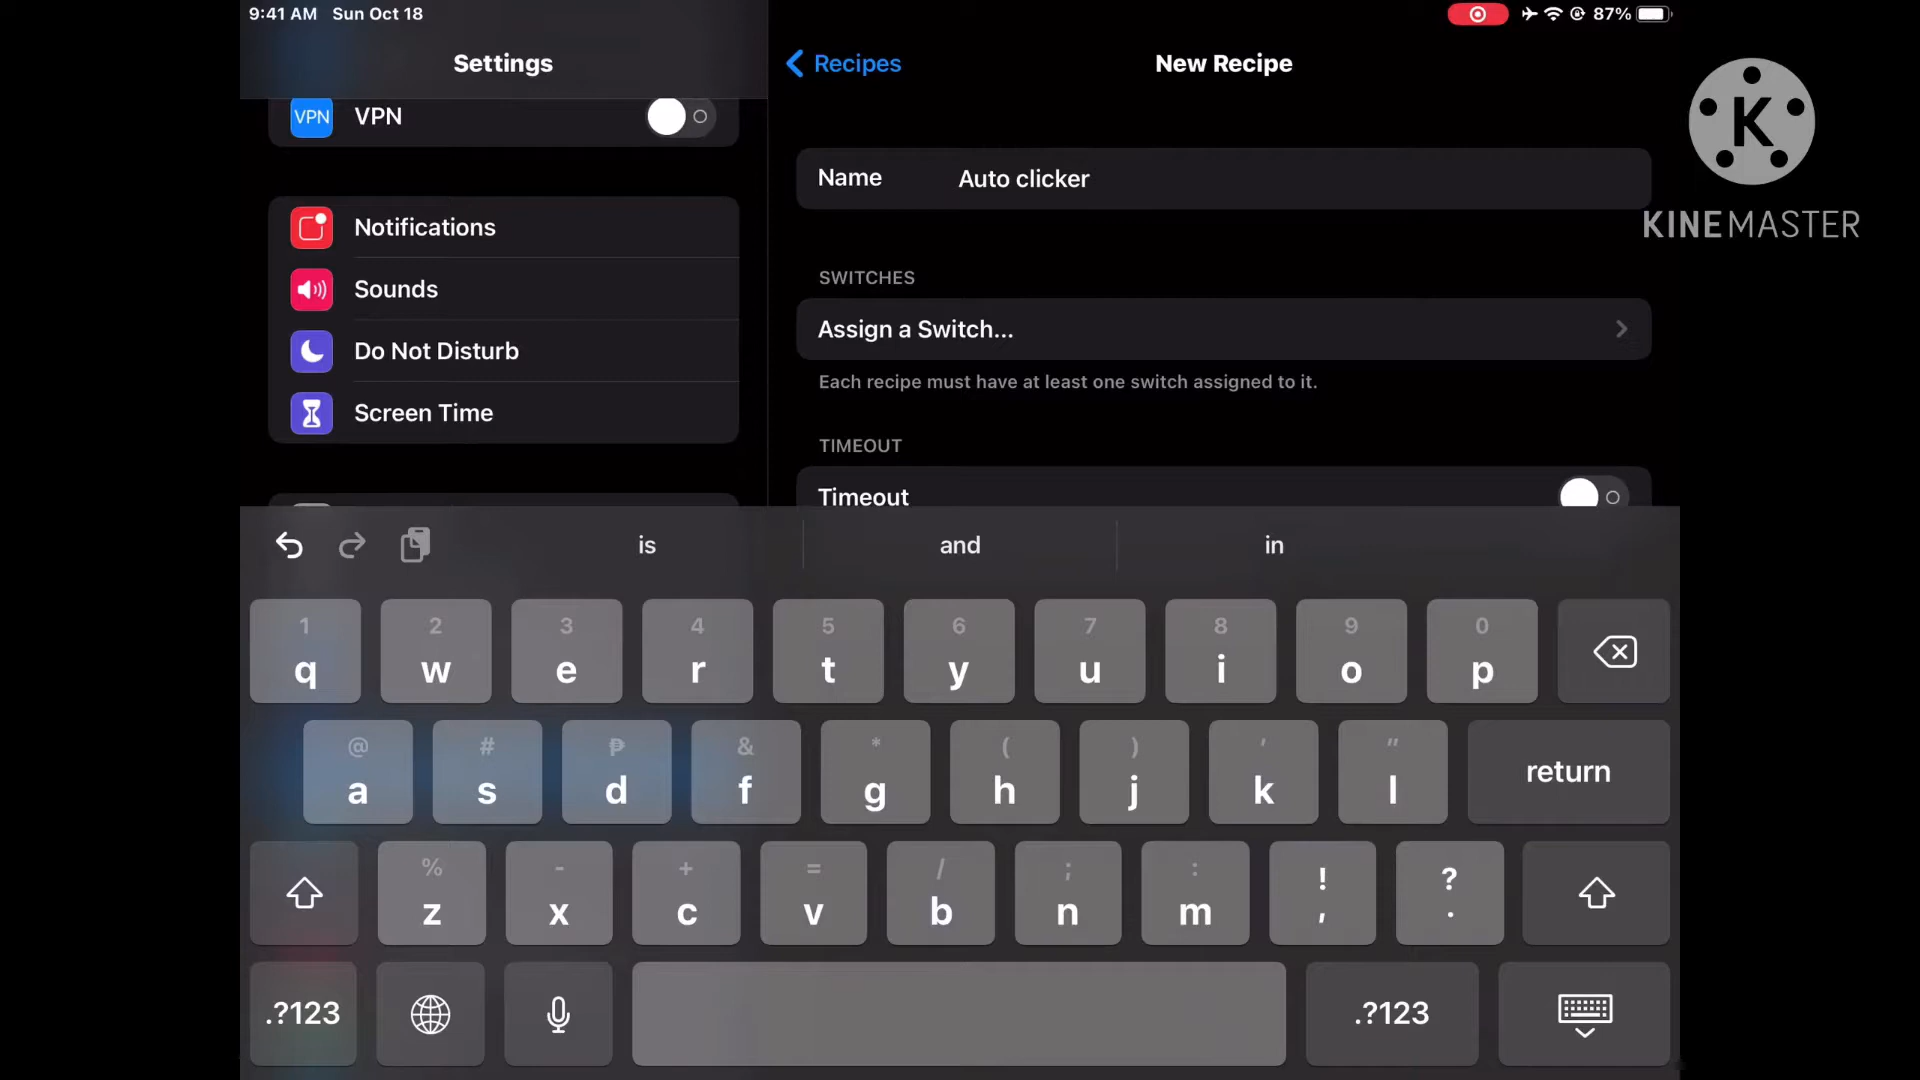 9:41 AM Sun Oct 18
87%
Settings
Recipes
New Recipe
VPN VPN
K
KINEMASTER
Name Auto clicker
Notifications
Sounds
Do Not Disturb
Screen Time
SWITCHES
Assign a Switch...
Each recipe must have at least one switch assigned to it.
TIMEOUT
Timeout
is and in
1 2 3 4 5 6 7 8 9 0
q w e r t y u i o p
@ # ₱ & * ( ) ' "
a s d f g h j k l return
% - + = / ; : ! ?
z x c v b n m , .
.?123 .?123